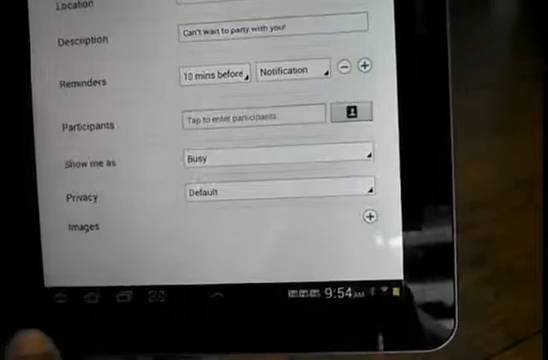 Location
Description Can't wait to party with you!
Reminders 10 mins before Notification
Participants Tap to enter participants
Show me as Busy
Privacy Default
Images
9:54 AM